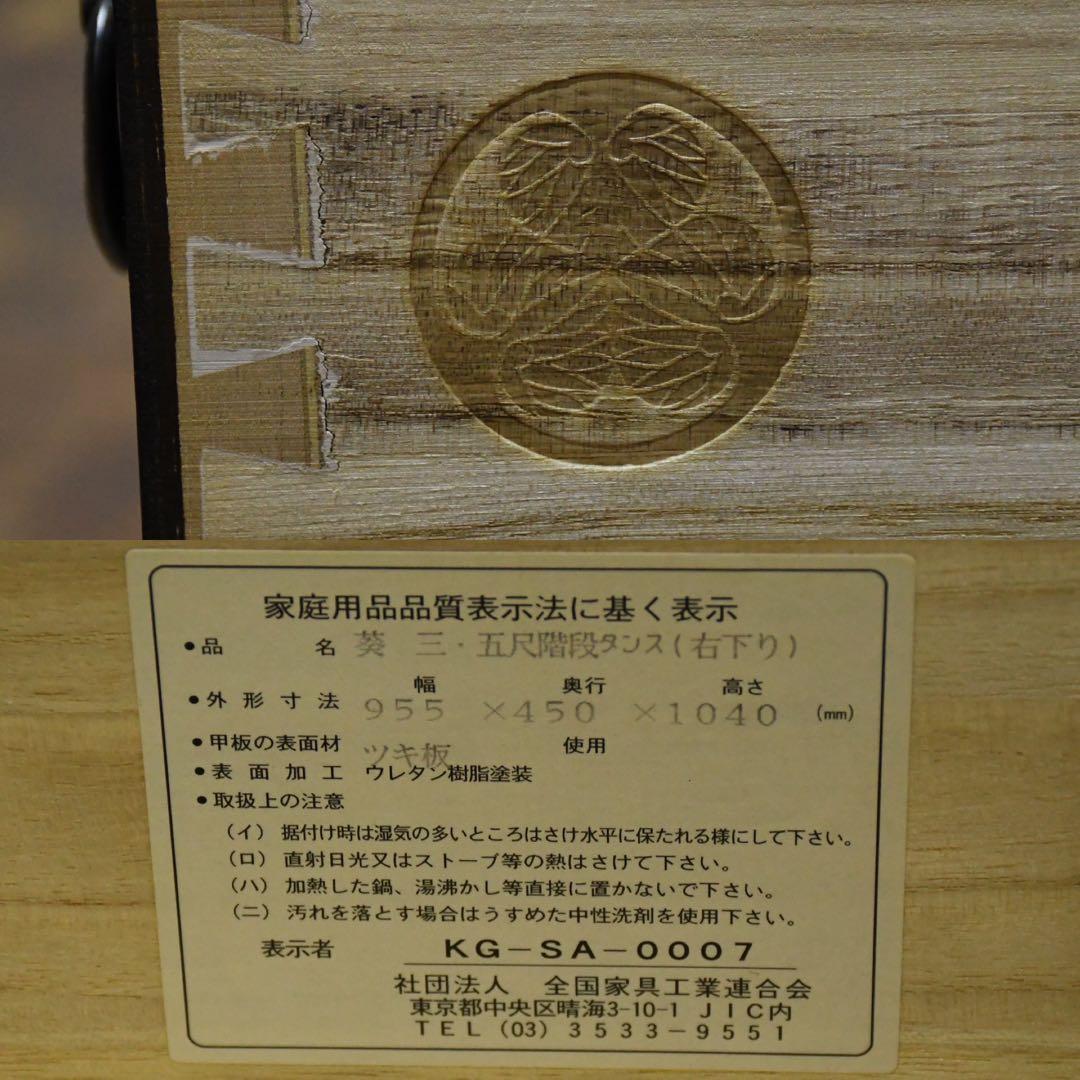 家庭用品品質表示法に基く表示
●品 名 葵 三・五尺階段タンス(右下り)
幅 奥行 高さ
●外形寸法 955 ×450 ×1040 (mm)
●甲板の表面材 ツキ板 使用
●表面加工 ウレタン樹脂塗装
●取扱上の注意
(イ) 据付け時は湿気の多いところはさけ水平に保たれる様にして下さい。
(ロ) 直射日光又はストーブ等の熱はさけて下さい。
(ハ) 加熱した鍋、湯沸かし等直接に置かないで下さい。
(ニ) 汚れを落とす場合はうすめた中性洗剤を使用下さい。
表示者 KG-SA-0007
社団法人 全国家具工業連合会
東京都中央区晴海3-10-1 JIC内
TEL (03) 3533-9551